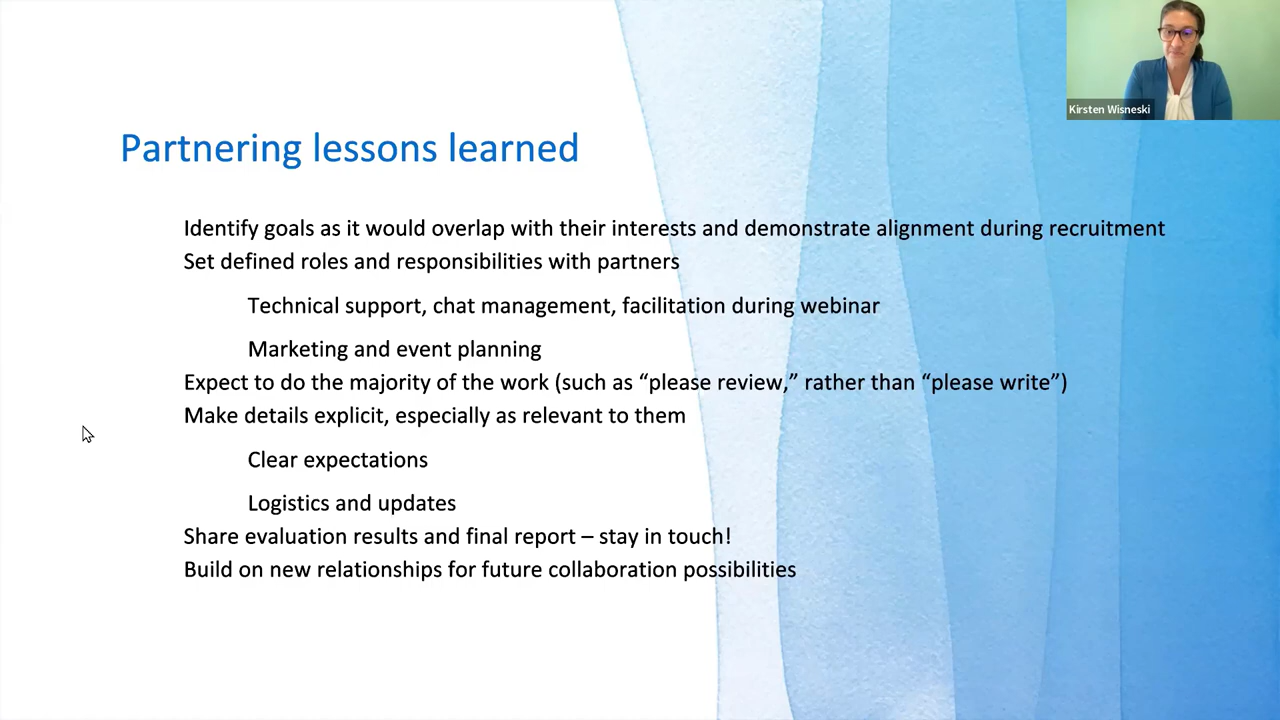 Kirsten Wisneski
Partnering lessons learned
Identify goals as it would overlap with their interests and demonstrate alignment during recruitment
Set defined roles and responsibilities with partners
Technical support, chat management, facilitation during webinar
Marketing and event planning
Expect to do the majority of the work (such as “please review,” rather than “please write”)
Make details explicit, especially as relevant to them
Clear expectations
Logistics and updates
Share evaluation results and final report – stay in touch!
Build on new relationships for future collaboration possibilities